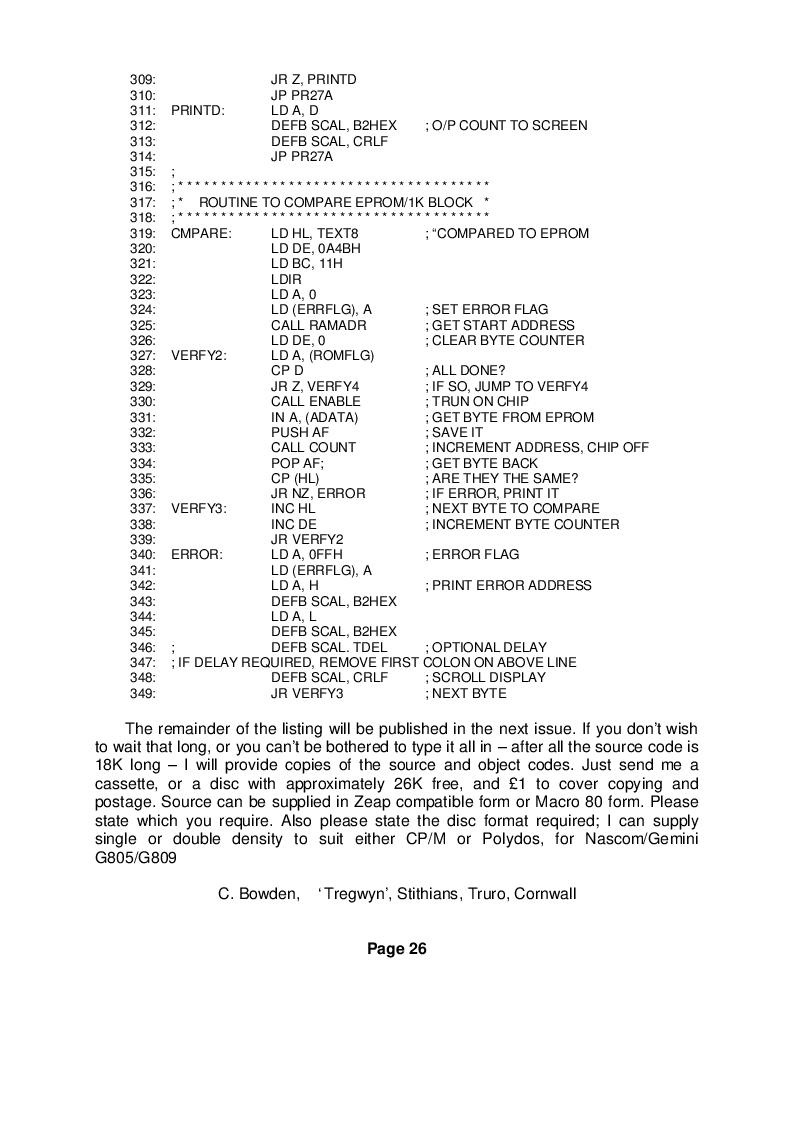 309: JR Z, PRINTD
310: JP PR27A
311: PRINTD: LD A, D
312: DEFB SCAL, B2HEX ; O/P COUNT TO SCREEN
313: DEFB SCAL, CRLF
314: JP PR27A
315: ;
316: ; * * * * * * * * * * * * * * * * * * * * * * * * * * * * * * * * * * * * *
317: ; * ROUTINE TO COMPARE EPROM/1K BLOCK *
318: ; * * * * * * * * * * * * * * * * * * * * * * * * * * * * * * * * * * * * *
319: CMPARE: LD HL, TEXT8 ; “COMPARED TO EPROM
320: LD DE, 0A4BH
321: LD BC, 11H
322: LDIR
323: LD A, 0
324: LD (ERRFLG), A ; SET ERROR FLAG
325: CALL RAMADR ; GET START ADDRESS
326: LD DE, 0 ; CLEAR BYTE COUNTER
327: VERFY2: LD A, (ROMFLG)
328: CP D ; ALL DONE?
329: JR Z, VERFY4 ; IF SO, JUMP TO VERFY4
330: CALL ENABLE ; TRUN ON CHIP
331: IN A, (ADATA) ; GET BYTE FROM EPROM
332: PUSH AF ; SAVE IT
333: CALL COUNT ; INCREMENT ADDRESS, CHIP OFF
334: POP AF; ; GET BYTE BACK
335: CP (HL) ; ARE THEY THE SAME?
336: JR NZ, ERROR ; IF ERROR, PRINT IT
337: VERFY3: INC HL ; NEXT BYTE TO COMPARE
338: INC DE ; INCREMENT BYTE COUNTER
339: JR VERFY2
340: ERROR: LD A, 0FFH ; ERROR FLAG
341: LD (ERRFLG), A
342: LD A, H ; PRINT ERROR ADDRESS
343: DEFB SCAL, B2HEX
344: LD A, L
345: DEFB SCAL, B2HEX
346: ; DEFB SCAL. TDEL ; OPTIONAL DELAY
347: ; IF DELAY REQUIRED, REMOVE FIRST COLON ON ABOVE LINE
348: DEFB SCAL, CRLF ; SCROLL DISPLAY
349: JR VERFY3 ; NEXT BYTE
The remainder of the listing will be published in the next issue. If you don’t wish
to wait that long, or you can’t be bothered to type it all in – after all the source code is
18K long – I will provide copies of the source and object codes. Just send me a
cassette, or a disc with approximately 26K free, and £1 to cover copying and
postage. Source can be supplied in Zeap compatible form or Macro 80 form. Please
state which you require. Also please state the disc format required; I can supply
single or double density to suit either CP/M or Polydos, for Nascom/Gemini
G805/G809
C. Bowden, ‘Tregwyn’, Stithians, Truro, Cornwall
Page 26